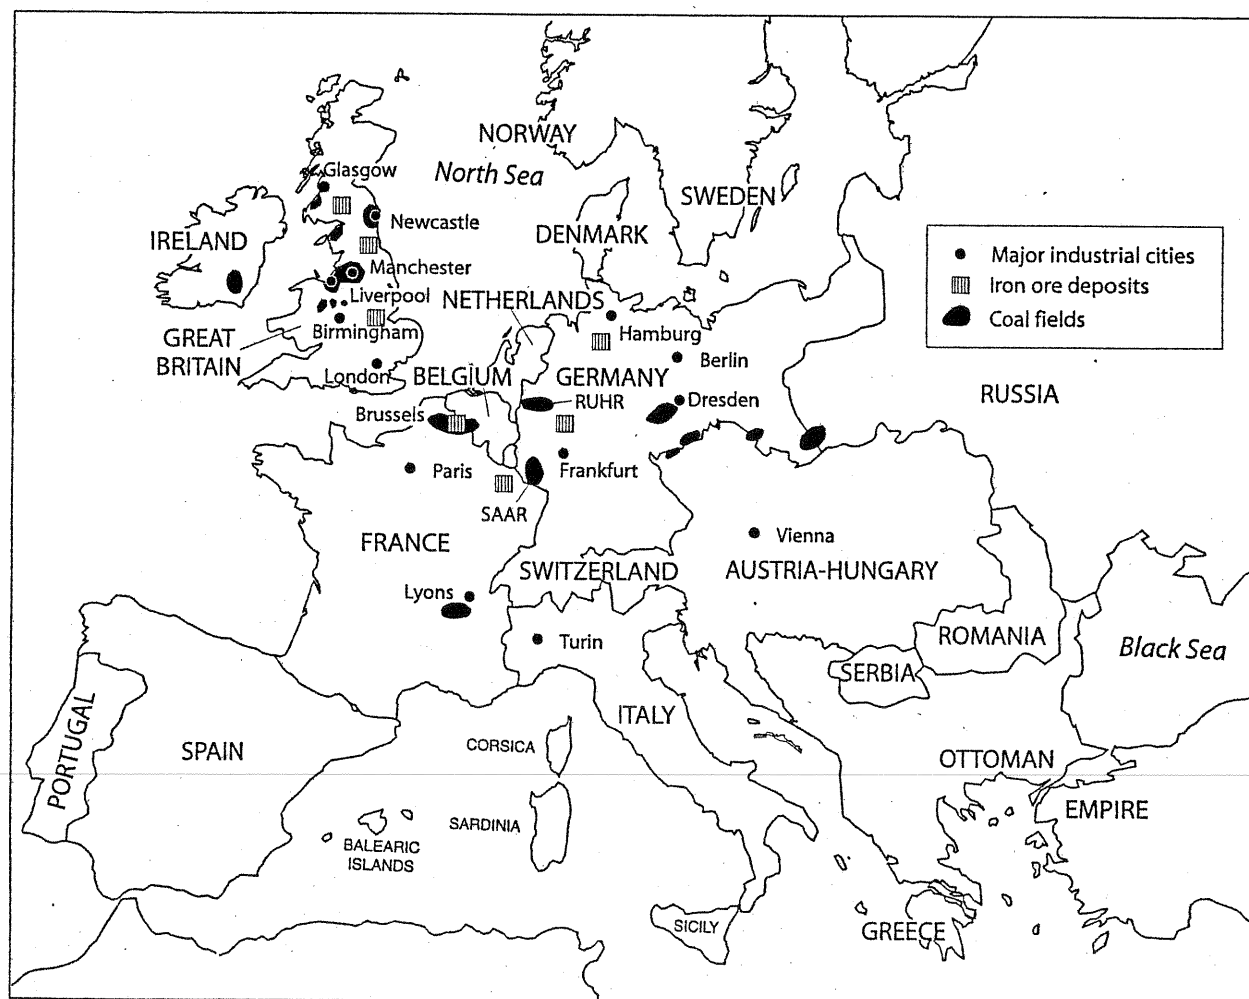 NORWAY
North Sea
Glasgow
SWEDEN
Newcastle
IRELAND
DENMARK
Major industrial cities
Iron ore deposits
Coal fields
Manchester
Liverpool
NETHERLANDS
GREAT
BRITAIN
Birmingham
Hamburg
Berlin
London
BELGIUM
GERMANY
RUSSIA
RUHR
Dresden
Brussels
Paris
Frankfurt
SAAR
FRANCE
Vienna
SWITZERLAND
AUSTRIA-HUNGARY
Lyons
Turin
ROMANIA
Black Sea
SERBIA
PORTUGAL
SPAIN
ITALY
CORSICA
OTTOMAN
EMPIRE
SARDINIA
BALEARIC
ISLANDS
SICILY
GREECE